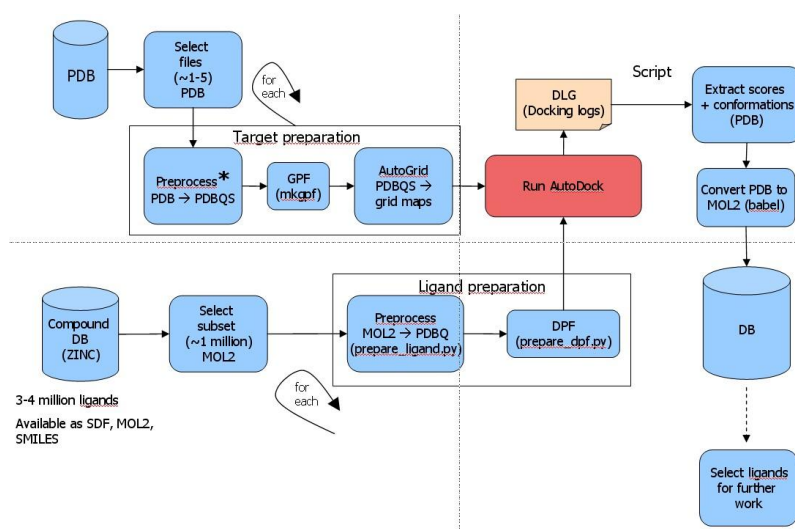 PDB
Select
files
(~1-5)
PDB
for
each
Target preparation
Preprocess*
PDB → PDBQS
GPF
(mkgpf)
AutoGrid
PDBQS →
grid maps
Run AutoDock
DLG
(Docking logs)
Script
Extract scores
+ conformations
(PDB)
Convert PDB to
MOL2 (babel)
DB
Select ligands
for further
work
Compound
DB
(ZINC)
3-4 million ligands
Available as SDF, MOL2,
SMILES
Select
subset
(~1 million)
MOL2
for
each
Ligand preparation
Preprocess
MOL2 → PDBQ
(prepare_ligand.py)
DPF
(prepare_dpf.py)